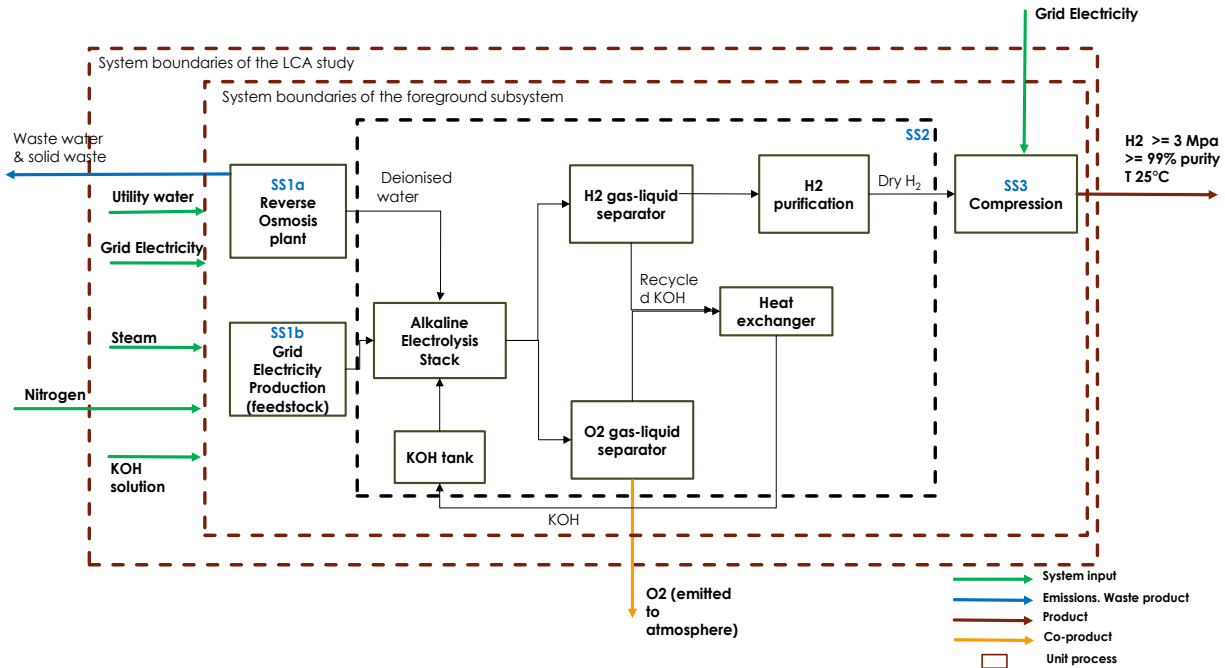 Grid Electricity
System boundaries of the LCA study
System boundaries of the foreground subsystem
Waste water
& solid waste
SS2
H2 >= 3 Mpa
>= 99% purity
T 25°C
Utility water
SS1a
Reverse
Osmosis
plant
Deionised
water
H2 gas-liquid
separator
H2
purification
Dry H2
SS3
Compression
Grid Electricity
Recycle
d KOH
Heat
exchanger
Steam
SS1b
Grid
Electricity
Production
(feedstock)
Alkaline
Electrolysis
Stack
Nitrogen
O2 gas-liquid
separator
KOH tank
KOH
solution
KOH
O2 (emitted
to
atmosphere)
System input
Emissions. Waste product
Product
Co-product
Unit process